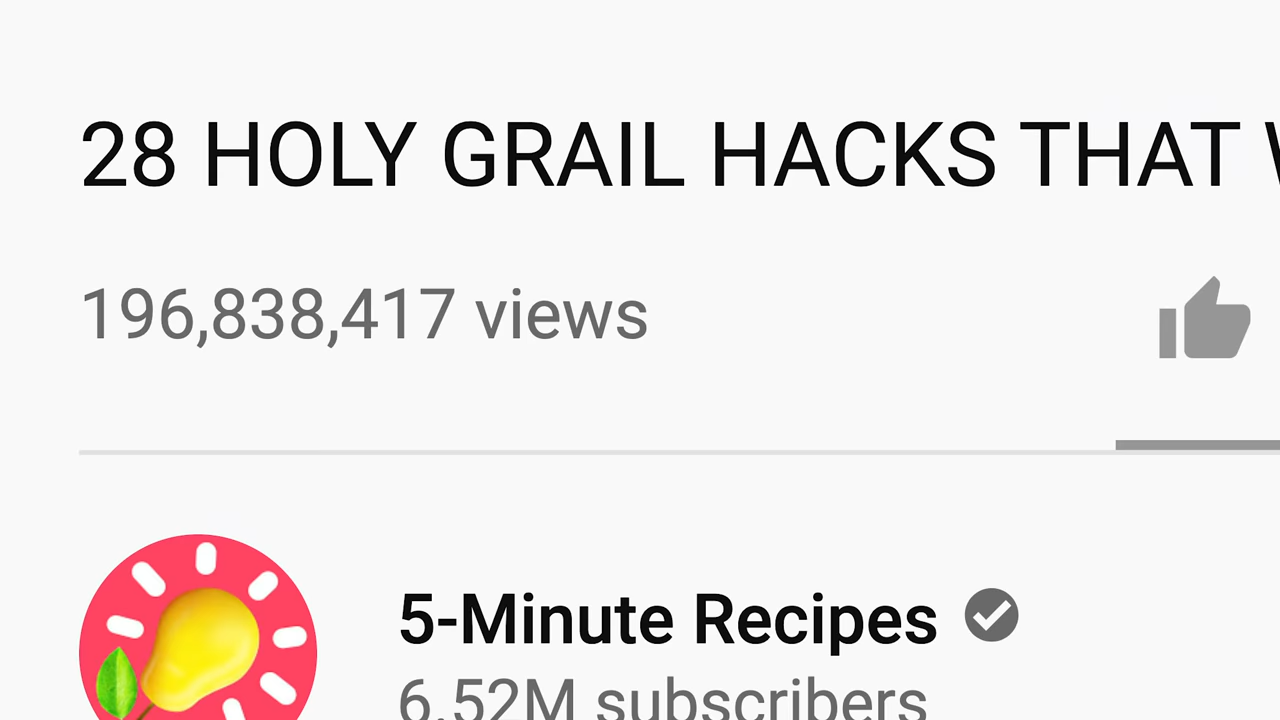 28 HOLY GRAIL HACKS THAT
196,838,417 views
5-Minute Recipes
6.52M subscribers